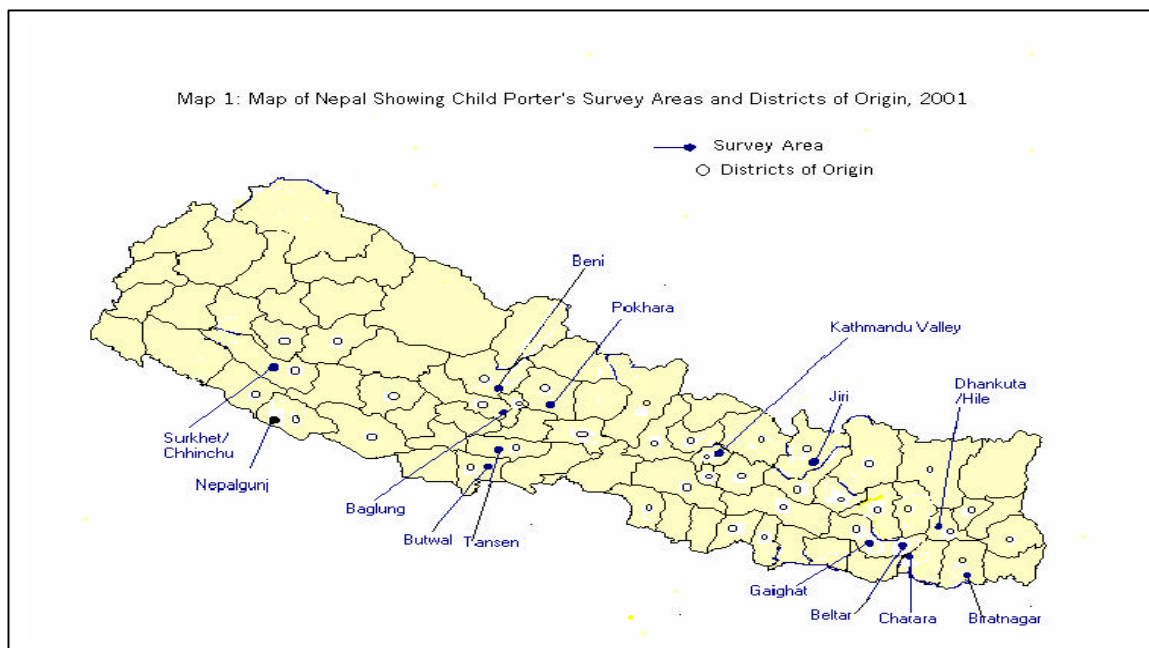 Map 1: Map of Nepal Showing Child Porter's Survey Areas and Districts of Origin, 2001
Survey Area
Districts of Origin
Beni
Pokhara
Kathmandu Valley
Jiri
Dhankuta
/Hile
Surkhet/
Chhinchu
Nepalgunj
Baglung
Butwal
Tansen
Gaighat
Beltar
Chatara
Biratnagar